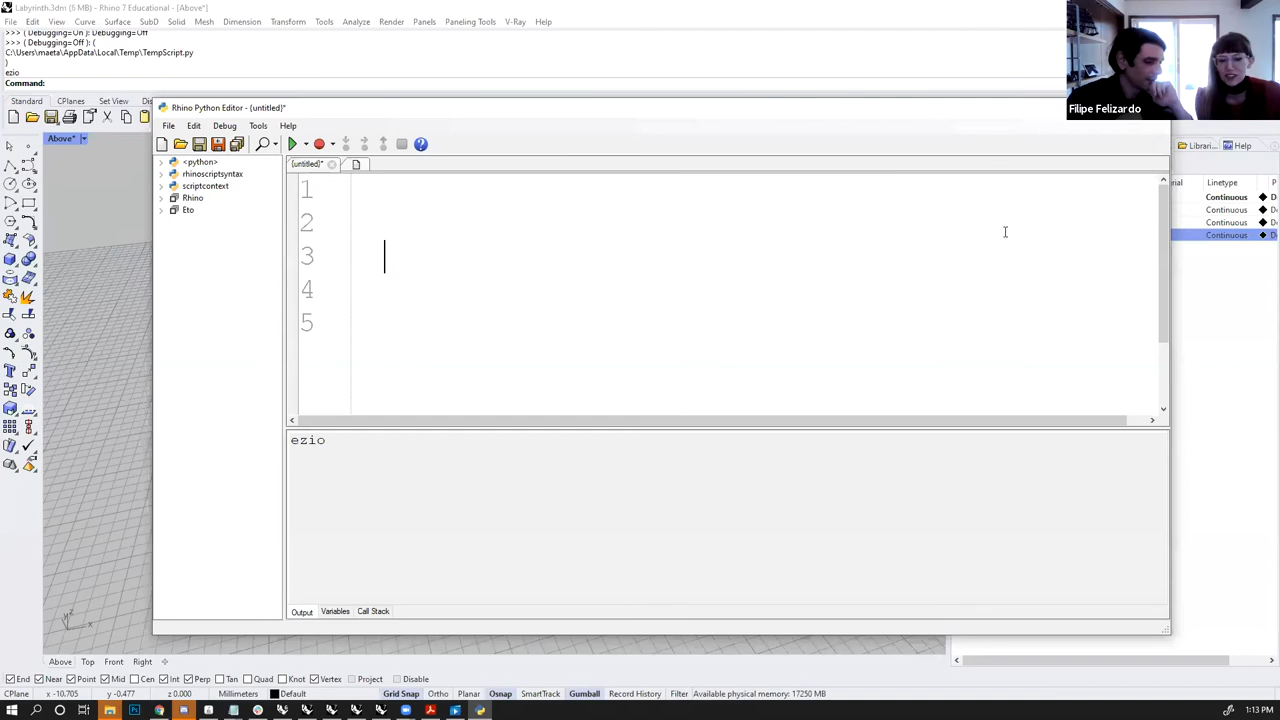 Labyrinth.3dm (6 MB) - Rhino 7 Educational - [Above*]
File Edit View Curve Surface SubD Solid Mesh Dimension Transform Tools Analyze Render Panels Paneling Tools V-Ray Help
>>> ( Debugging=On ): Debugging=Off
>>> ( Debugging=Off ): (
C:\Users\maeta\AppData\Local\Temp\TempScript.py
)
ezio
Command:
Filipe Felizardo
Standard CPlanes Set View
Rhino Python Editor - {untitled}*
Above*
File Edit Debug Tools Help
Librari... Help
{untitled}*
<python>
rhinoscriptsyntax
scriptcontext
Rhino
Eto
1
2
3
4
5
Linetype
Continuous
Continuous
Continuous
Continuous
ezio
Output Variables Call Stack
Above Top Front Right
End Near Point Mid Cen Int Perp Tan Quad Knot Vertex Project Disable
CPlane x -10.705 y -0.477 z 0.000 Millimeters Default Grid Snap Ortho Planar Osnap SmartTrack Gumball Record History Filter Available physical memory: 17250 MB
1:13 PM